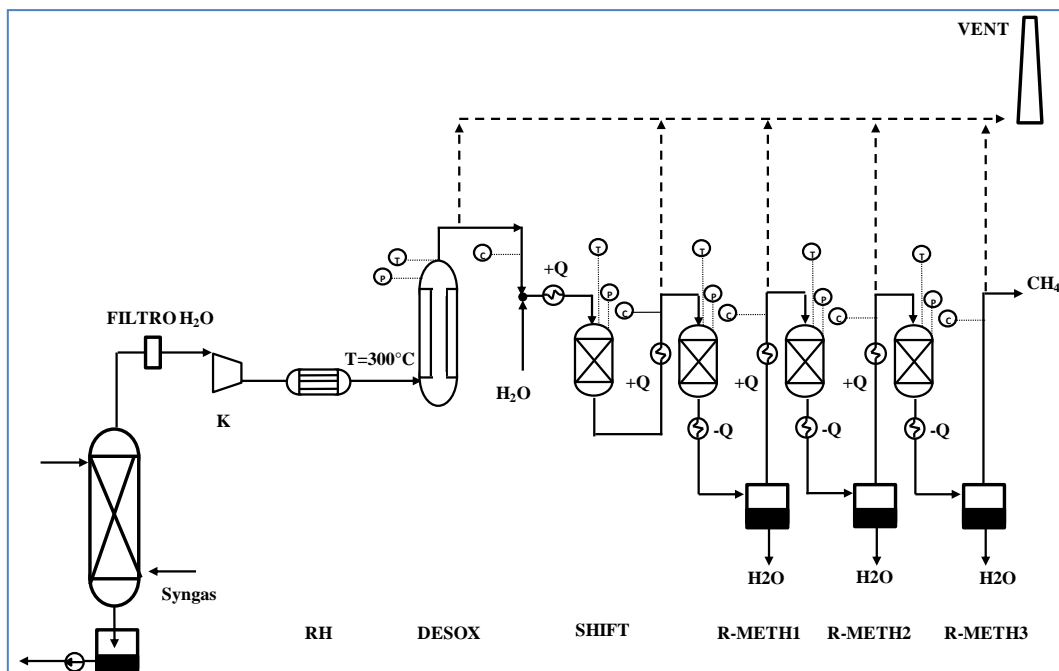 VENT
T
P
C
+Q
T
T
T
T
P
P
P
P
C
C
C
C
CH4
FILTRO H2O
T=300°C
K
H2O
+Q
+Q
+Q
-Q
-Q
-Q
Syngas
H2O
H2O
H2O
RH
DESOX
SHIFT
R-METH1
R-METH2
R-METH3